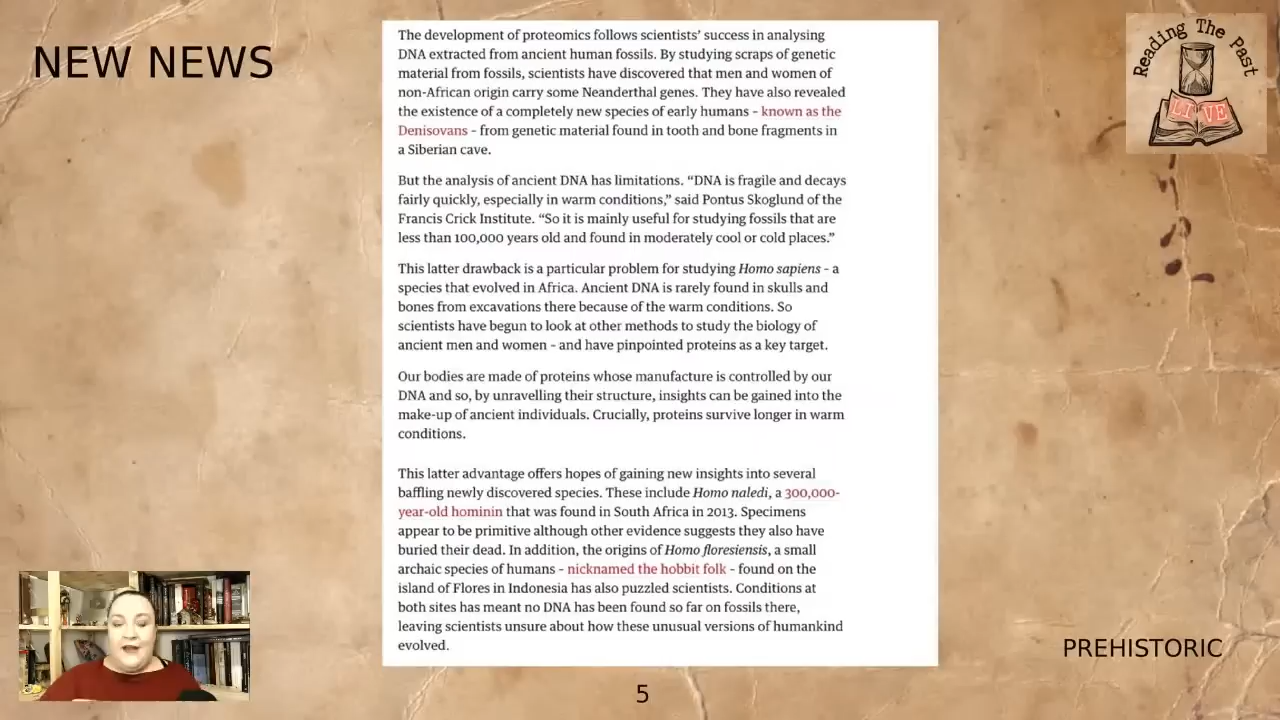 NEW NEWS
Reading The Past
LIVE
The development of proteomics follows scientists’ success in analysing
DNA extracted from ancient human fossils. By studying scraps of genetic
material from fossils, scientists have discovered that men and women of
non-African origin carry some Neanderthal genes. They have also revealed
the existence of a completely new species of early humans – known as the
Denisovans – from genetic material found in tooth and bone fragments in
a Siberian cave.
But the analysis of ancient DNA has limitations. “DNA is fragile and decays
fairly quickly, especially in warm conditions,” said Pontus Skoglund of the
Francis Crick Institute. “So it is mainly useful for studying fossils that are
less than 100,000 years old and found in moderately cool or cold places.”
This latter drawback is a particular problem for studying Homo sapiens – a
species that evolved in Africa. Ancient DNA is rarely found in skulls and
bones from excavations there because of the warm conditions. So
scientists have begun to look at other methods to study the biology of
ancient men and women – and have pinpointed proteins as a key target.
Our bodies are made of proteins whose manufacture is controlled by our
DNA and so, by unravelling their structure, insights can be gained into the
make-up of ancient individuals. Crucially, proteins survive longer in warm
conditions.
This latter advantage offers hopes of gaining new insights into several
baffling newly discovered species. These include Homo naledi, a 300,000-
year-old hominin that was found in South Africa in 2013. Specimens
appear to be primitive although other evidence suggests they also have
buried their dead. In addition, the origins of Homo floresiensis, a small
archaic species of humans – nicknamed the hobbit folk – found on the
island of Flores in Indonesia has also puzzled scientists. Conditions at
both sites has meant no DNA has been found so far on fossils there,
leaving scientists unsure about how these unusual versions of humankind
evolved.
PREHISTORIC
5